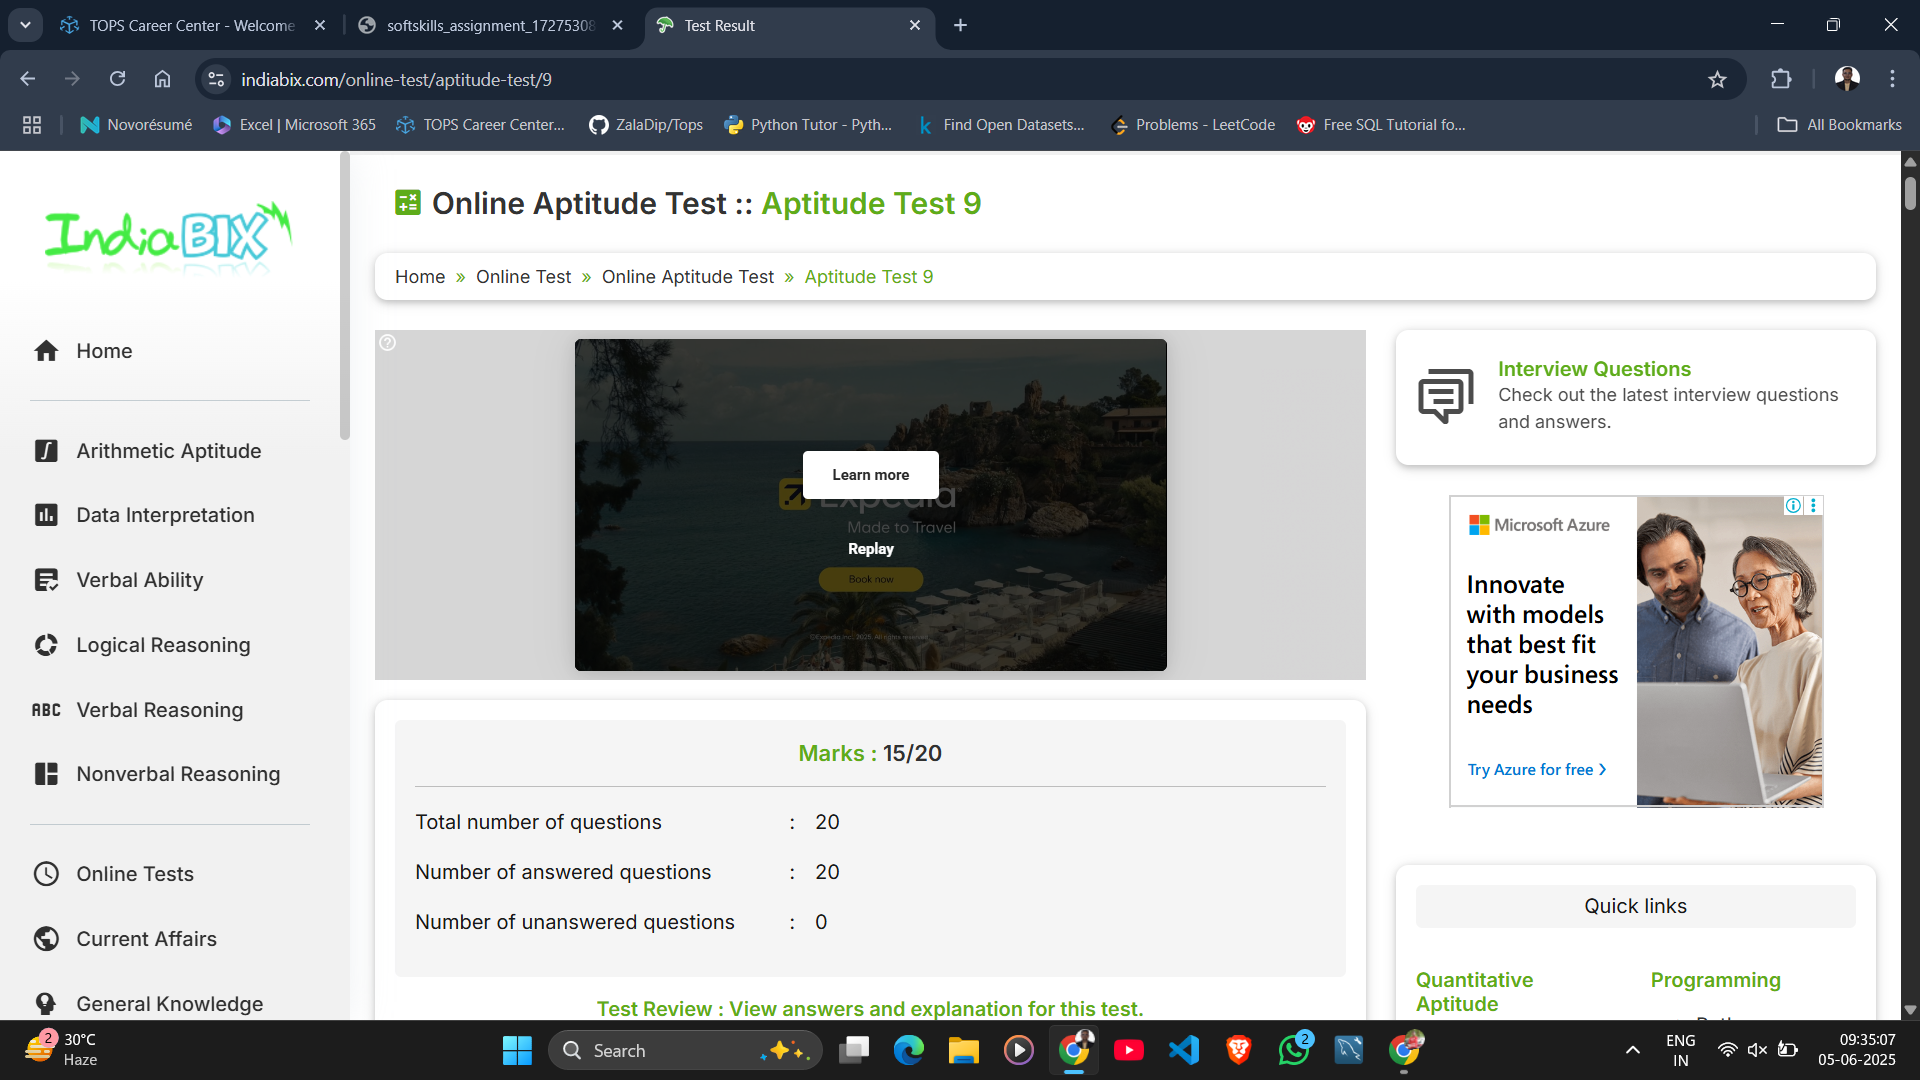 TOPS Career Center - Welcome
softskills_assignment_17275308
Test Result
indiabix.com/online-test/aptitude-test/9
Novorésumé
Excel | Microsoft 365
TOPS Career Center...
ZalaDip/Tops
Python Tutor - Pyth...
Find Open Datasets...
Problems - LeetCode
Free SQL Tutorial fo...
All Bookmarks
IndiaBIX
Home
Arithmetic Aptitude
Data Interpretation
Verbal Ability
Logical Reasoning
ABC Verbal Reasoning
Nonverbal Reasoning
Online Tests
Current Affairs
General Knowledge
Online Aptitude Test :: Aptitude Test 9
Home » Online Test » Online Aptitude Test » Aptitude Test 9
Learn more
Expedia
Made to Travel
Replay
Book now
Marks : 15/20
Total number of questions : 20
Number of answered questions : 20
Number of unanswered questions : 0
Test Review : View answers and explanation for this test.
Interview Questions
Check out the latest interview questions
and answers.
Microsoft Azure
Innovate
with models
that best fit
your business
needs
Try Azure for free
Quick links
Quantitative
Aptitude
Programming
2
30°C
Haze
Search
2
ENG
IN
09:35:07
05-06-2025